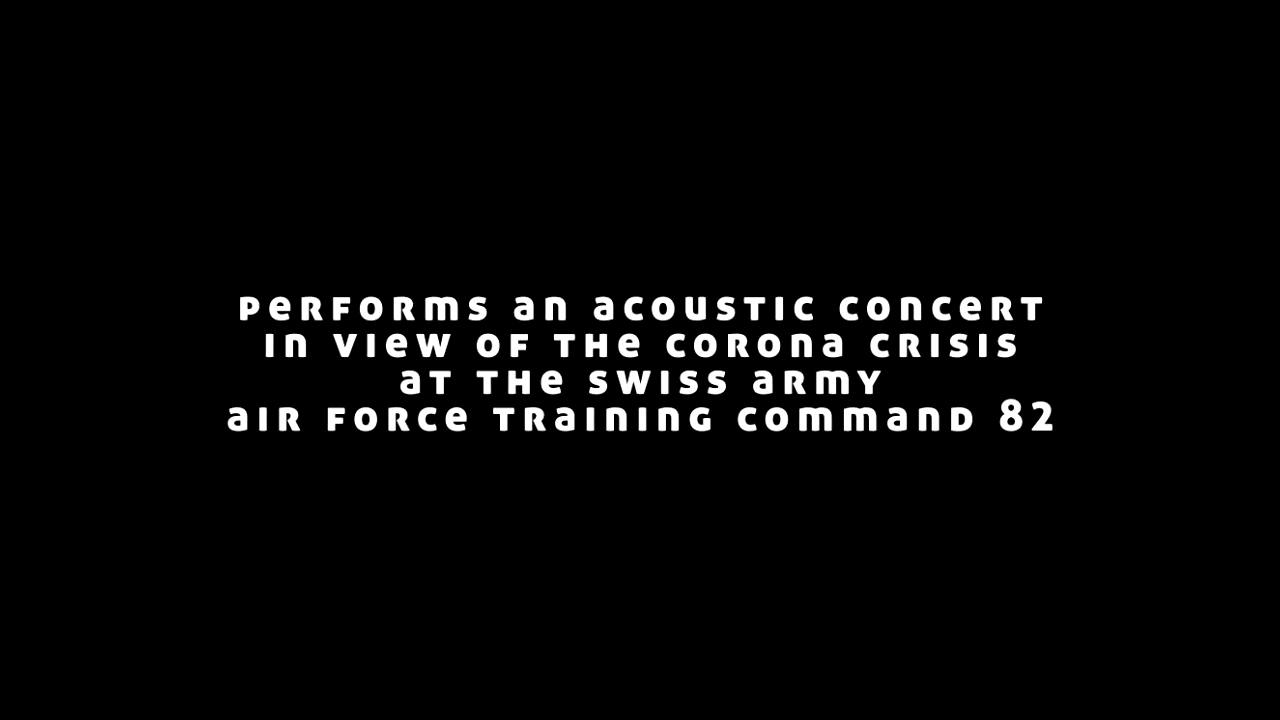 performs an acoustic concert
in view of the corona crisis
at the swiss army
air force training command 82